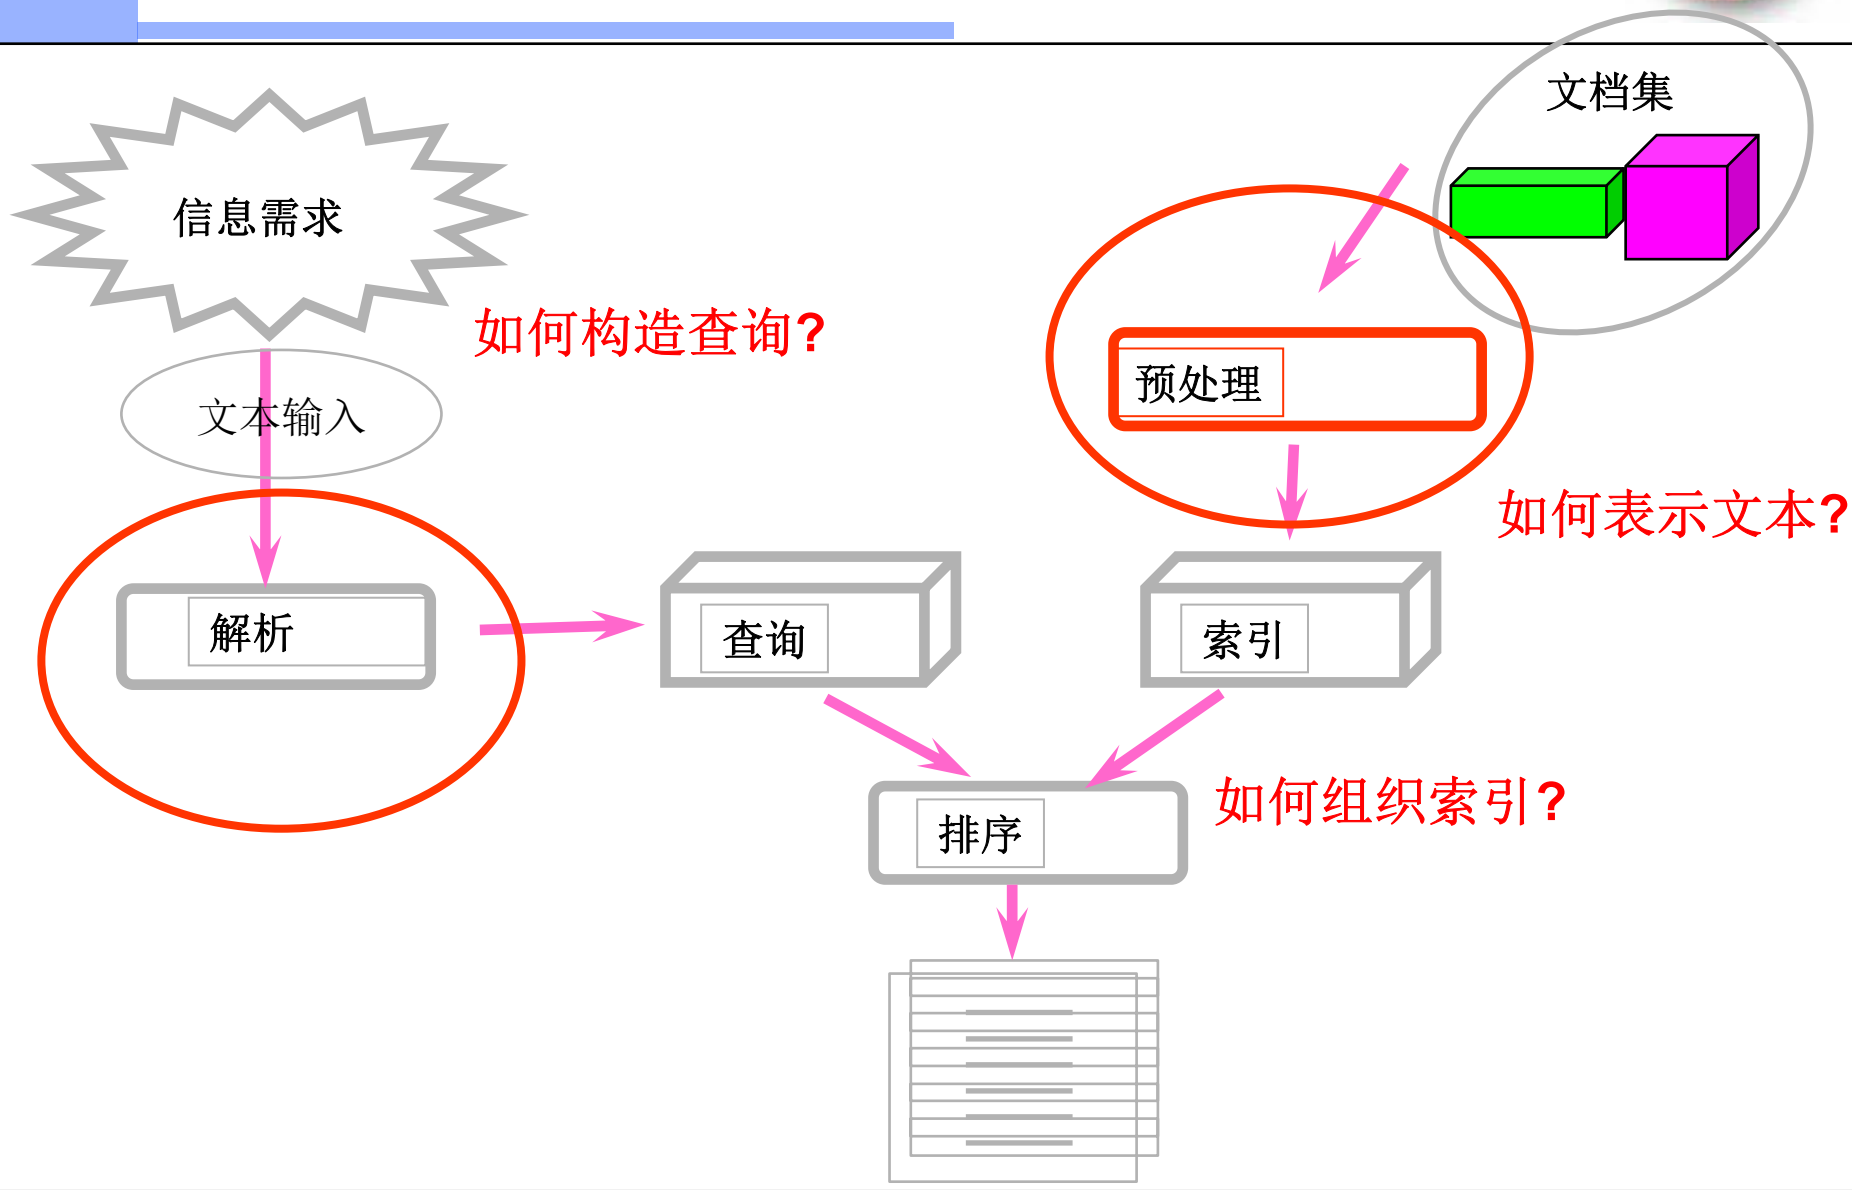 文档集
信息需求
如何构造查询?
预处理
文本输入
如何表示文本?
解析
查询
索引
如何组织索引?
排序